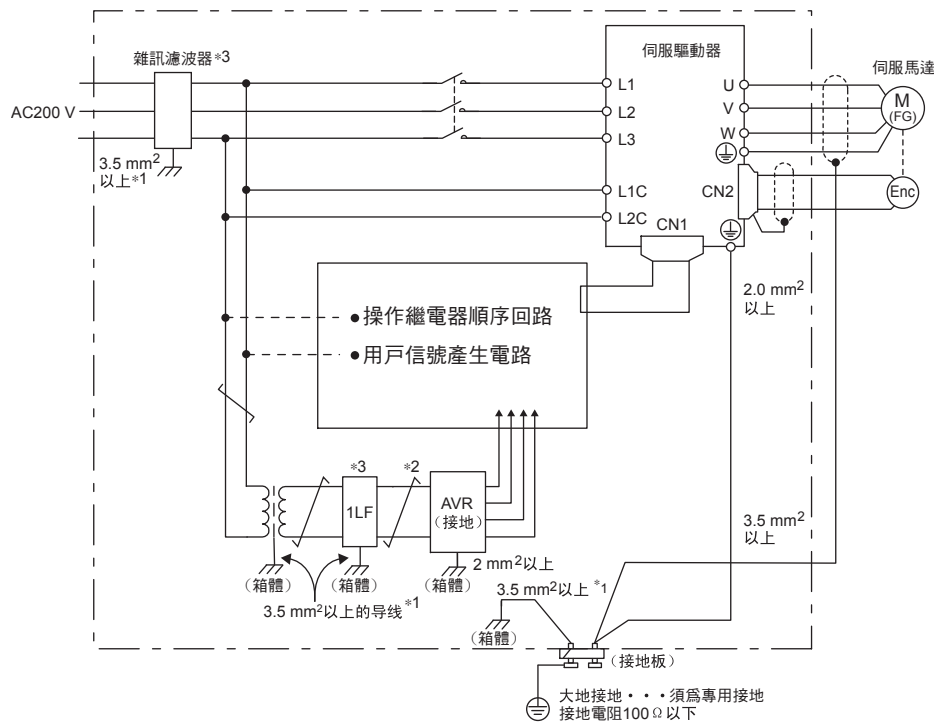 雜訊濾波器*3
伺服驅動器
伺服馬達
AC200 V
L1
L2
L3
L1C
L2C
U
V
W
M
(FG)
CN2
Enc
CN1
3.5 mm²
以上*1
2.0 mm²
以上
●操作繼電器順序回路
●用戸信號產生電路
*3
*2
1LF
AVR
（接地）
2 mm²以上
3.5 mm²
以上
（箱體）
（箱體）
（箱體）
3.5 mm²以上的导线*1
3.5 mm²以上*1
（箱體）
（接地板）
大地接地・・・須爲專用接地
接地電阻100Ω以下